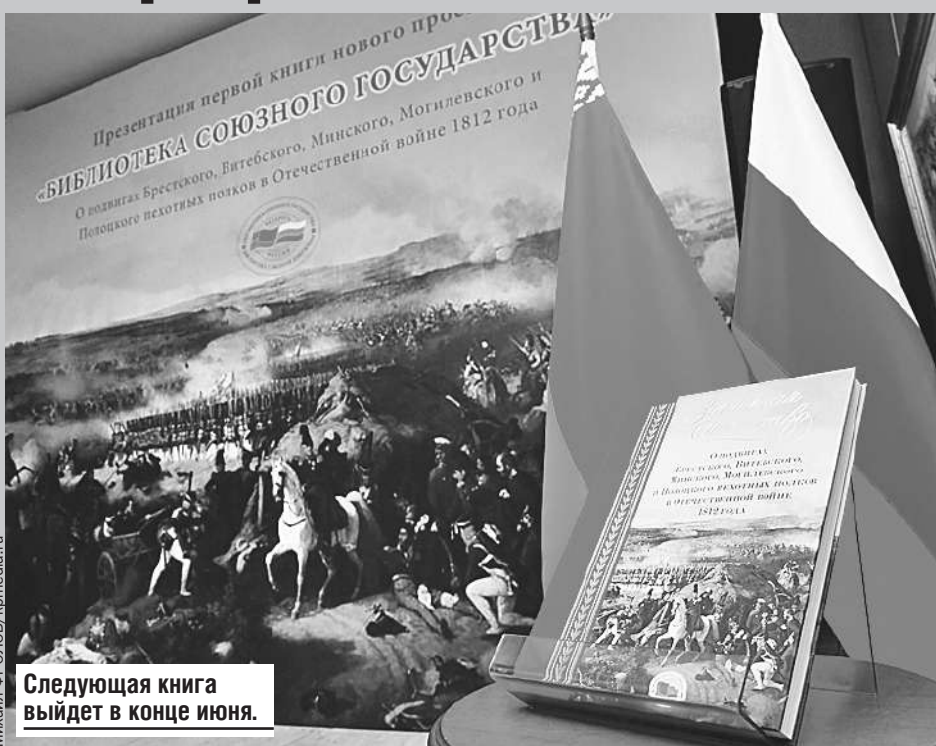 Презентация первой книги нового
«БИБЛИОТЕКА СОЮЗНОГО ГОСУДАРСТВА»
О подвигах Брестского, Витебского, Минского, Могилевского и
Полоцкого пехотных полков в Отечественной войне 1812 года
О ПОДВИГАХ
БРЕСТСКОГО, ВИТЕБСКОГО,
МИНСКОГО, МОГИЛЕВСКОГО
И ПОЛОЦКОГО ПЕХОТНЫХ ПОЛКОВ
В ОТЕЧЕСТВЕННОЙ ВОЙНЕ
1812 ГОДА
Следующая книга
выйдет в конце июня.